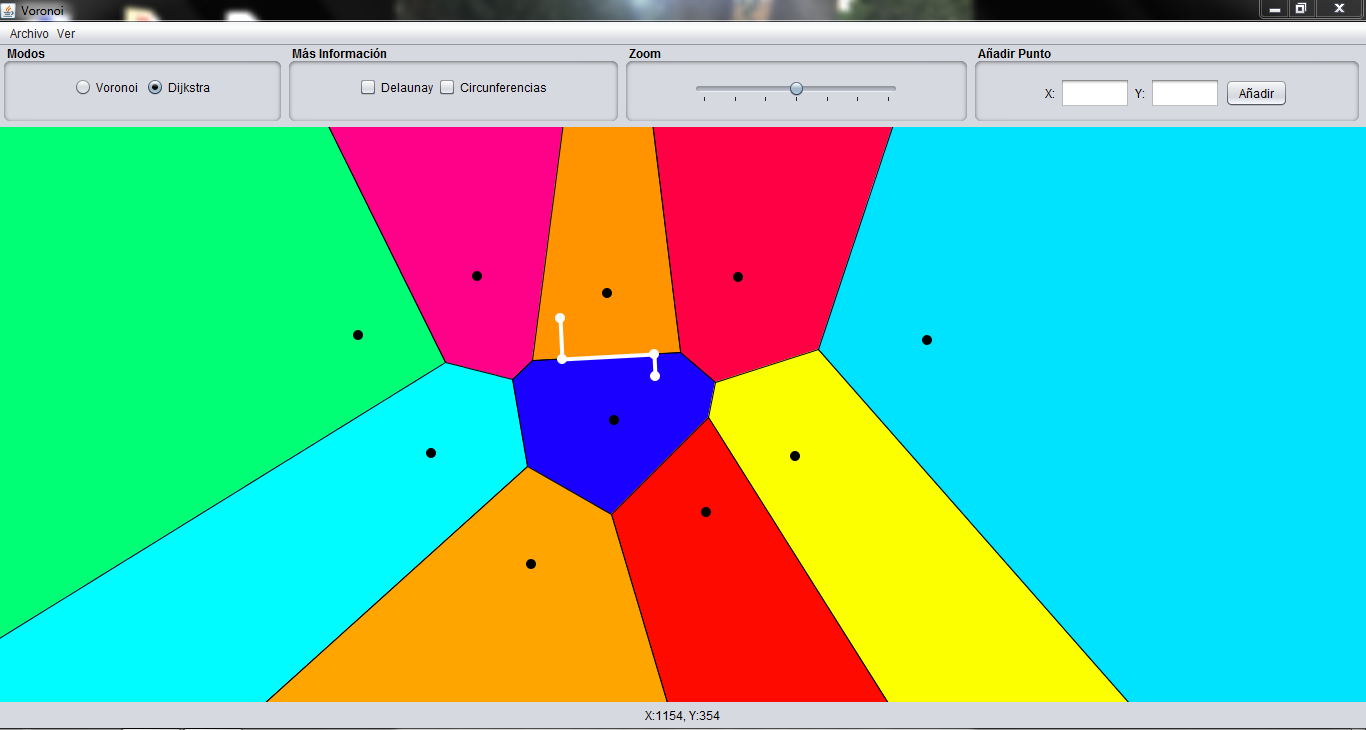 Voronoi
Archivo Ver
Modos Más Información Zoom Añadir Punto
Voronoi Dijkstra Delaunay Circunferencias X: Y: Añadir
X:1154, Y:354